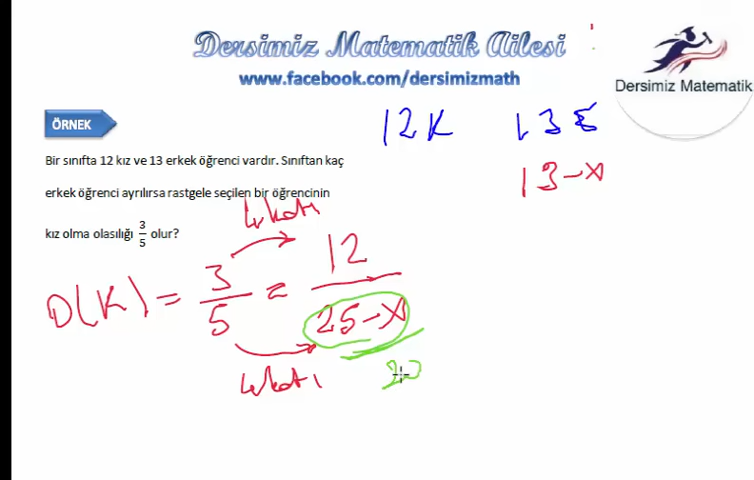 Dersimiz Matematik Ailesi
www.facebook.com/dersimizmath
Dersimiz Matematik
ÖRNEK
12K 13E
13-x
Bir sınıfta 12 kız ve 13 erkek öğrenci vardır. Sınıftan kaç
erkek öğrenci ayrılırsa rastgele seçilen bir öğrencinin
kız olma olasılığı 3/5 olur?
4katı
O(K) = 3/5 = 12/25-x
4katı
20